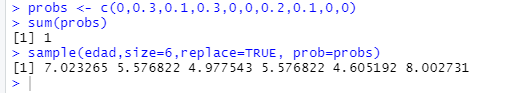 > probs <- c(0,0.3,0.1,0.3,0,0,0.2,0.1,0,0)
> sum(probs)
[1] 1
> sample(edad,size=6,replace=TRUE, prob=probs)
[1] 7.023265 5.576822 4.977543 5.576822 4.605192 8.002731
>